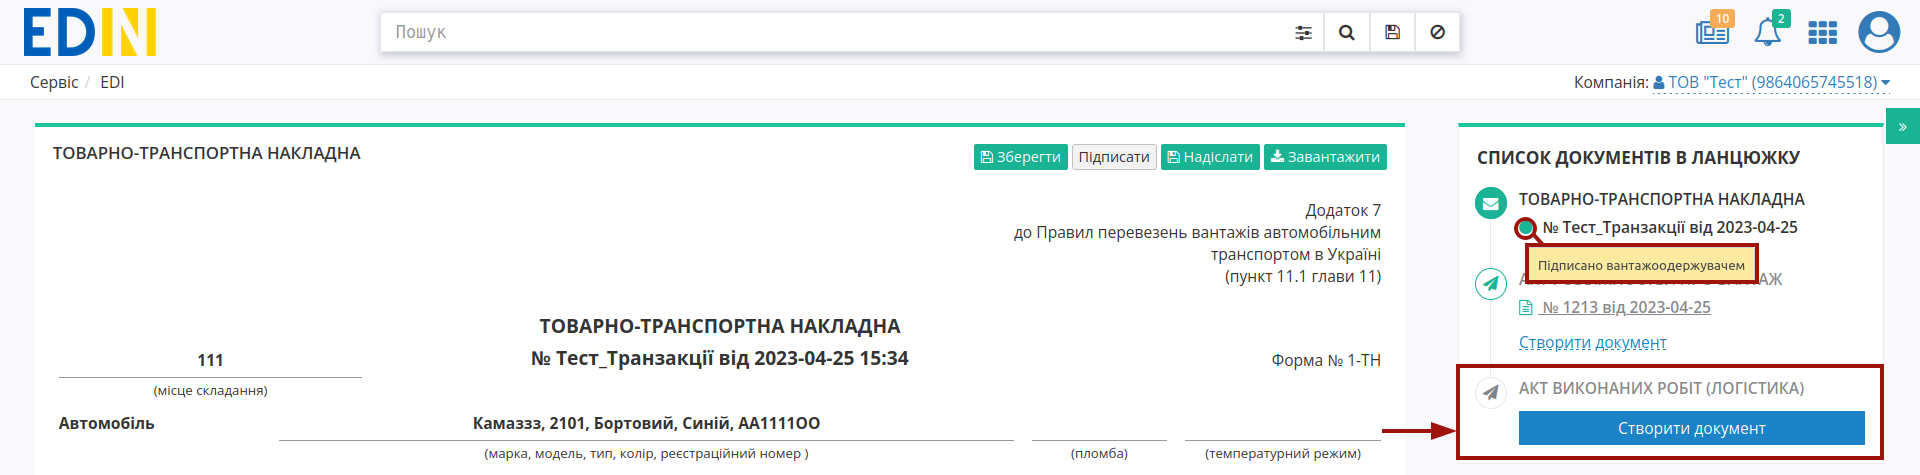 EDIN
Пошук
10
2
Сервіс / EDI
Компанія: ТОВ "Тест" (9864065745518)
»
ТОВАРНО-ТРАНСПОРТНА НАКЛАДНА
Зберегти Підписати Надіслати Завантажити
Додаток 7
до Правил перевезень вантажів автомобільним
транспортом в Україні
(пункт 11.1 глави 11)
ТОВАРНО-ТРАНСПОРТНА НАКЛАДНА
111
№ Тест_Транзакції від 2023-04-25 15:34
Форма № 1-ТН
(місце складання)
Автомобіль
Камаззз, 2101, Бортовий, Синій, АА1111ОО
(марка, модель, тип, колір, реєстраційний номер )
(пломба)
(температурний режим)
СПИСОК ДОКУМЕНТІВ В ЛАНЦЮЖКУ
ТОВАРНО-ТРАНСПОРТНА НАКЛАДНА
№ Тест_Транзакції від 2023-04-25
Підписано вантажоодержувачем
№ 1213 від 2023-04-25
Створити документ
АКТ ВИКОНАНИХ РОБІТ (ЛОГІСТИКА)
Створити документ